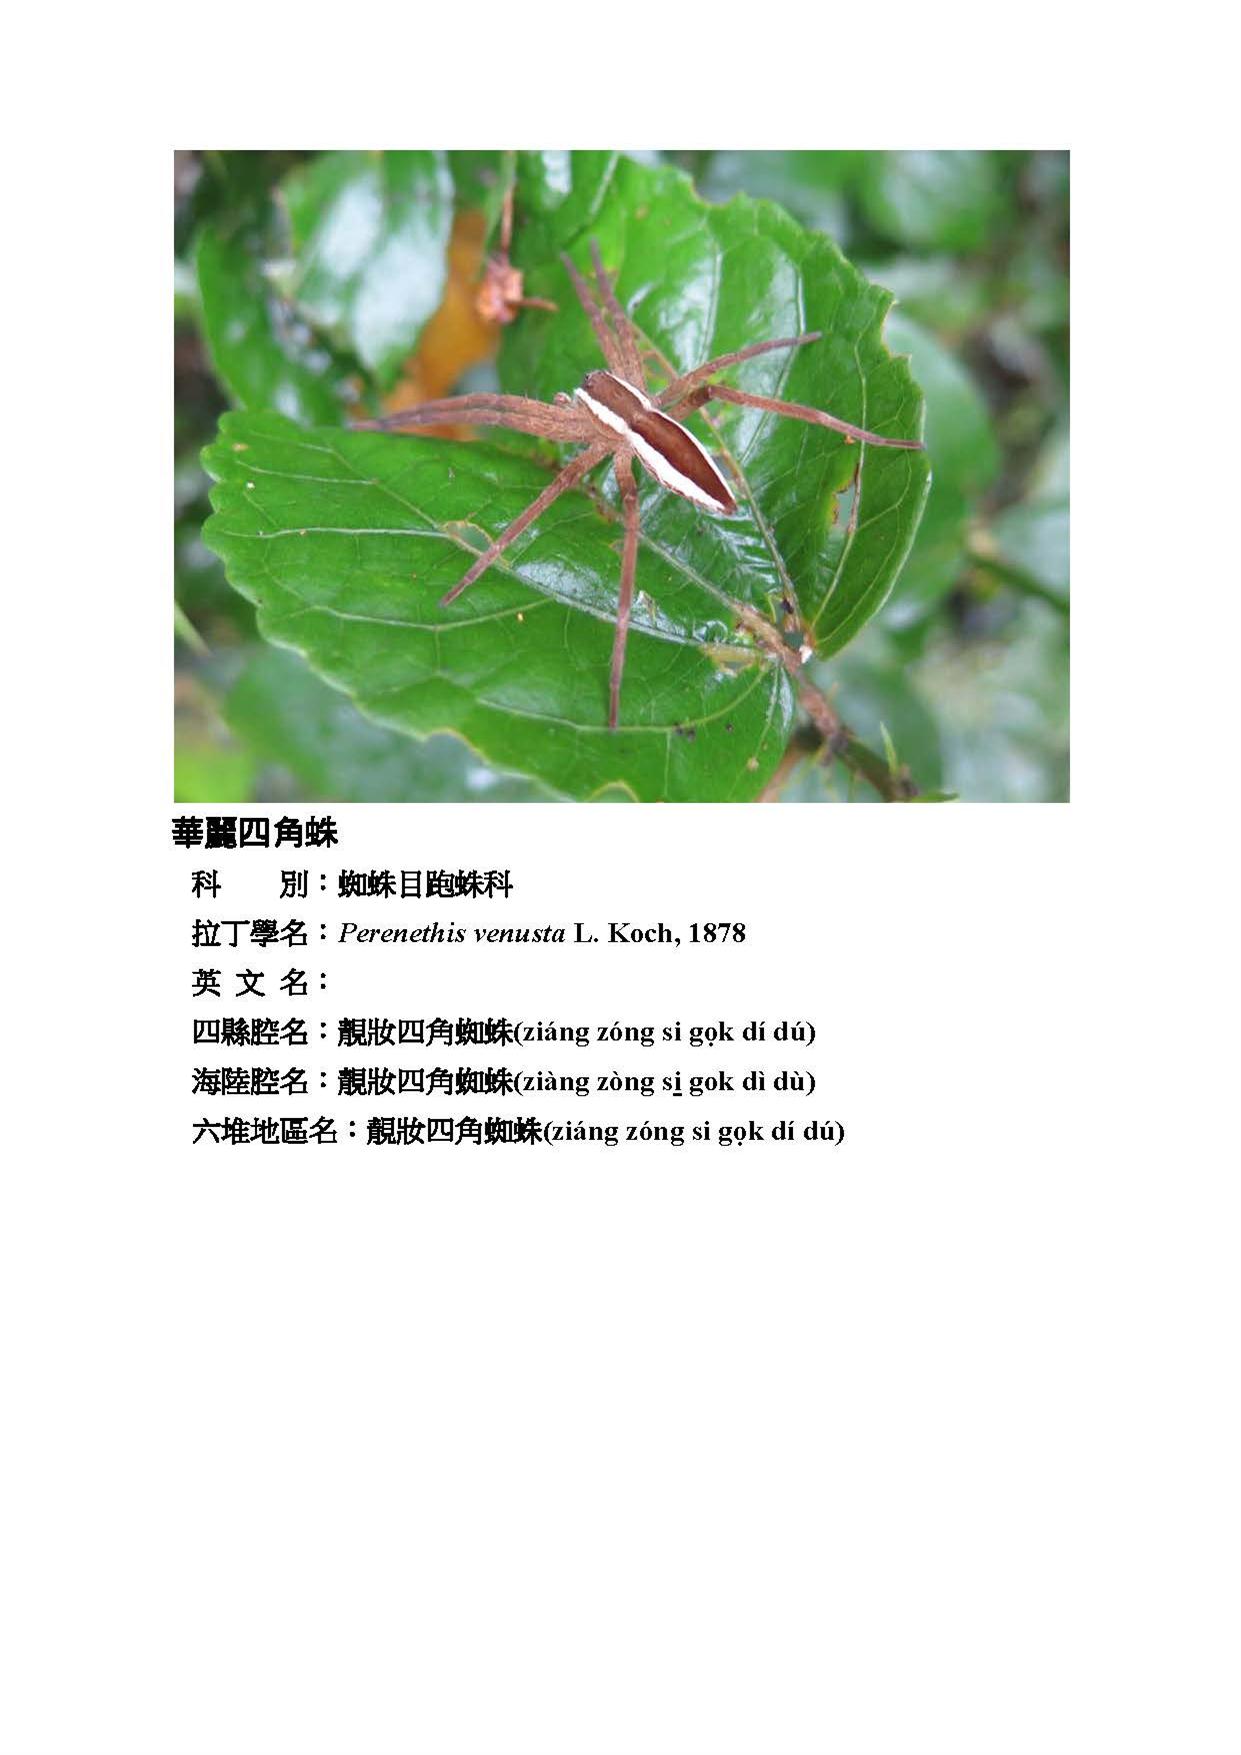 華麗四角蛛
科　　別：蜘蛛目跑蛛科
拉丁學名：Perenethis venusta L. Koch, 1878
英 文 名：
四縣腔名：靚妝四角蜘蛛(ziáng zóng si gọk dí dú)
海陸腔名：靚妝四角蜘蛛(ziàng zòng si̲ gok dì dù)
六堆地區名：靚妝四角蜘蛛(ziáng zóng si gọk dí dú)